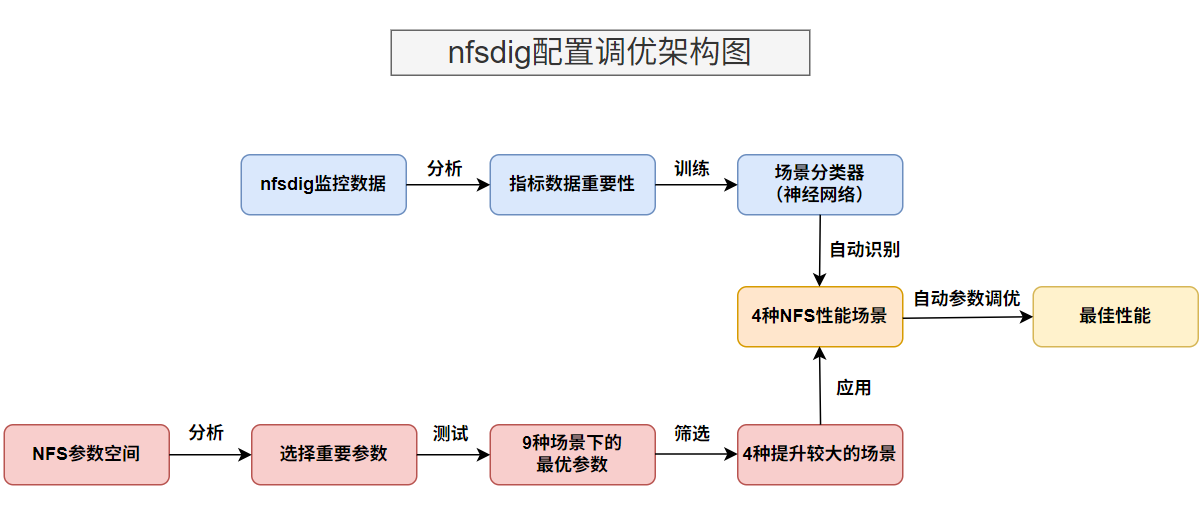 nfsdig配置调优架构图
nfsdig监控数据
分析
指标数据重要性
训练
场景分类器
（神经网络）
自动识别
4种NFS性能场景
自动参数调优
最佳性能
应用
NFS参数空间
分析
选择重要参数
测试
9种场景下的
最优参数
筛选
4种提升较大的场景